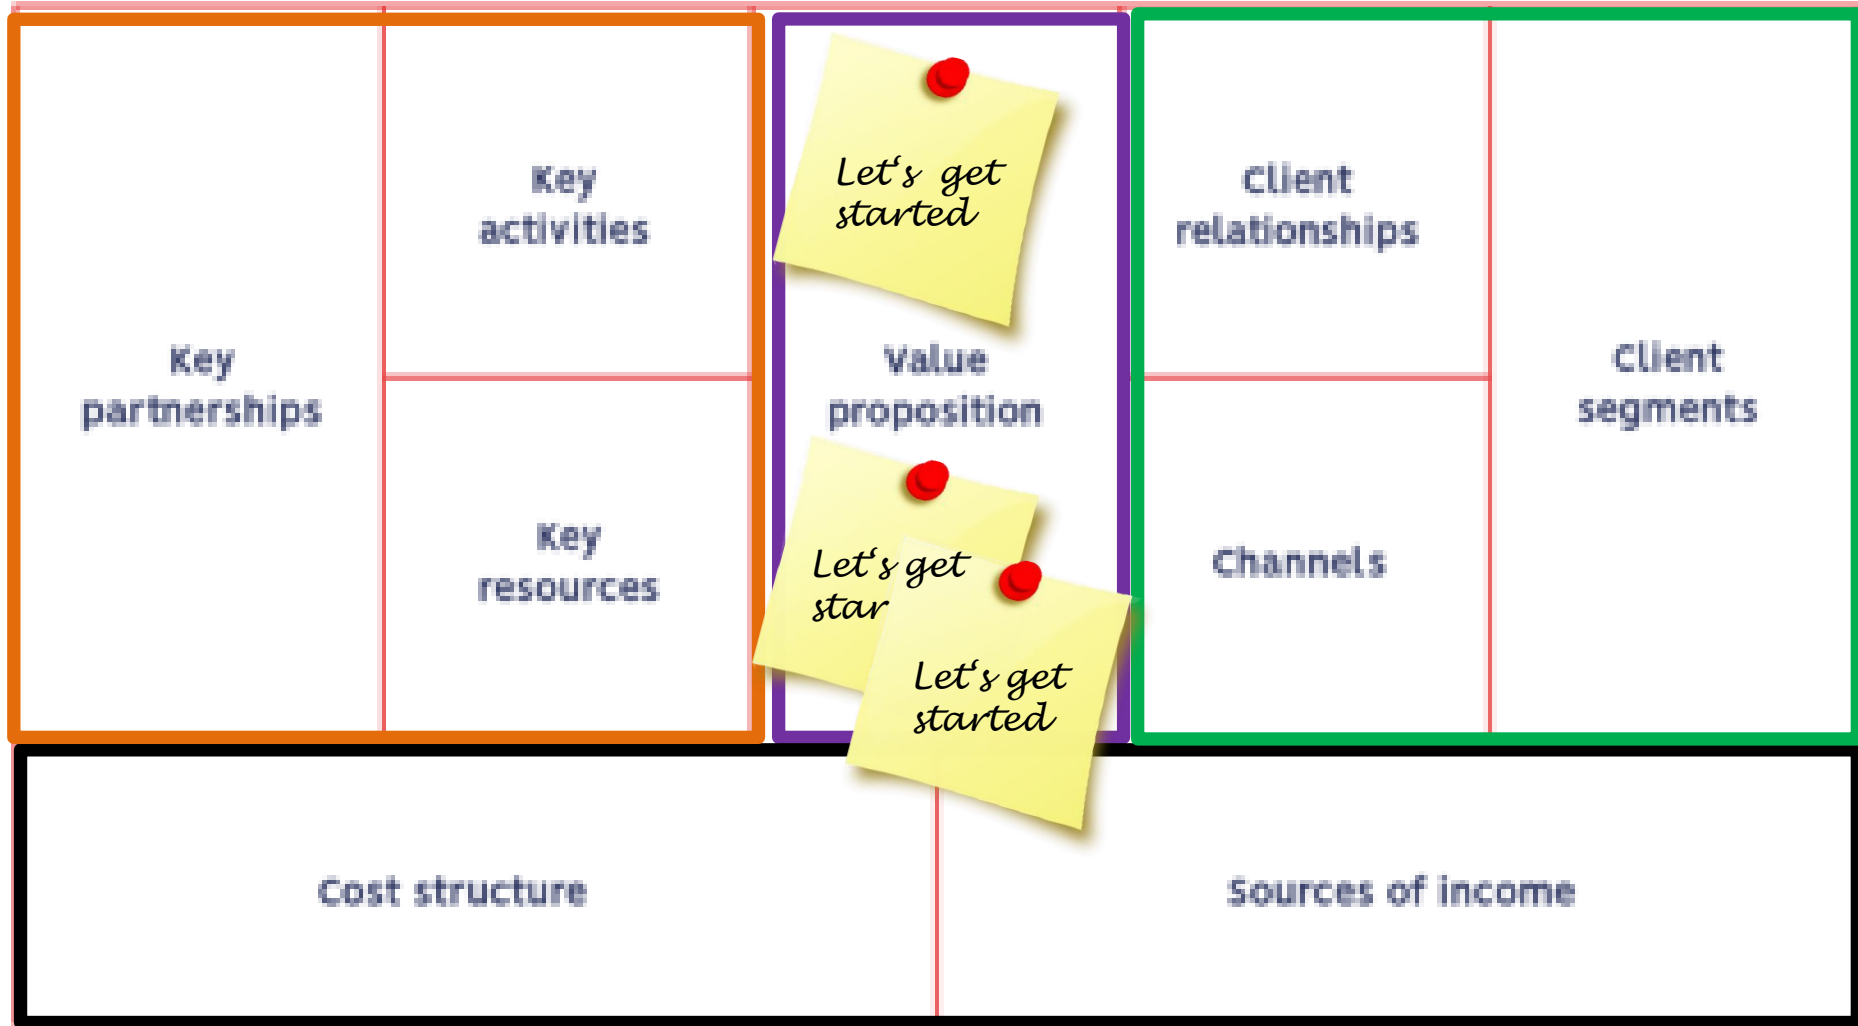 Key
partnerships
Key
activities
Key
resources
Let‘s get
started
Value
proposition
Let‘s get
star
Let‘s get
started
Client
relationships
Channels
Client
segments
Cost structure
Sources of income